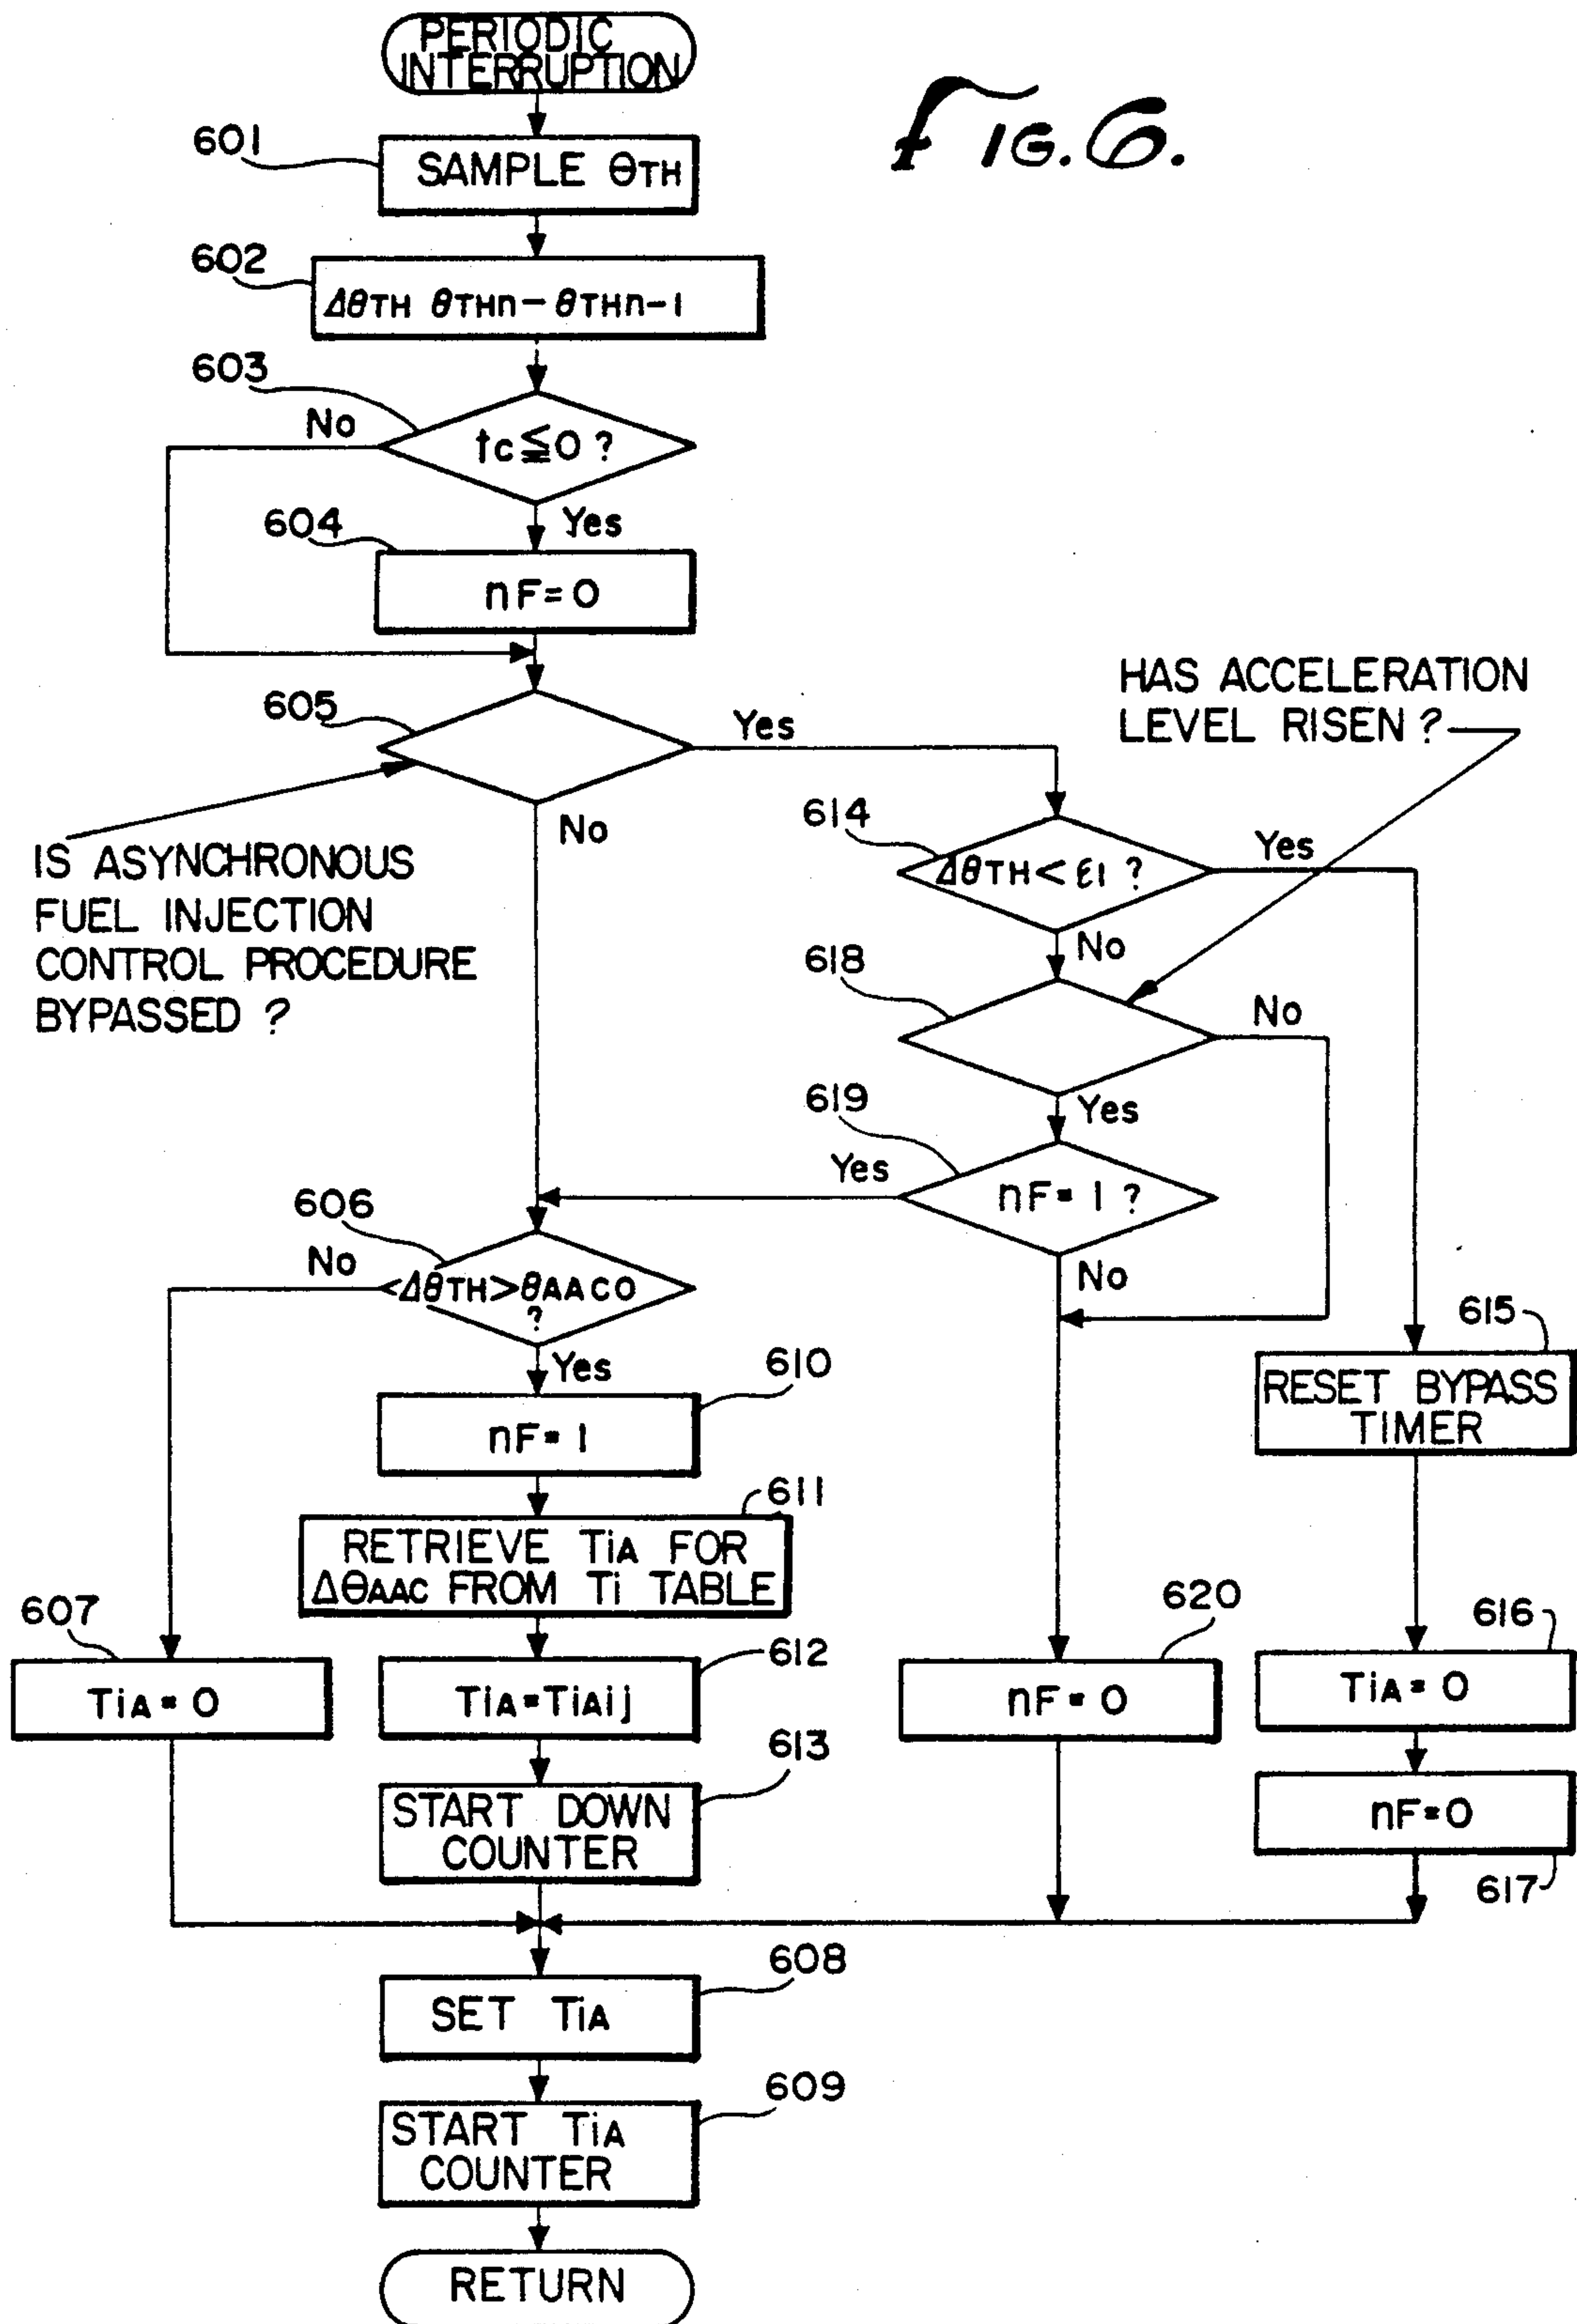 PERIODIC
INTERRUPTION
FIG. 6.
601
SAMPLE θTH
602
ΔθTH θTHn-θTHn-1
603
No
tc≦0 ?
604
Yes
nF=0
605
Yes
HAS ACCELERATION
LEVEL RISEN ?
No
IS ASYNCHRONOUS
FUEL INJECTION
CONTROL PROCEDURE
BYPASSED ?
614
ΔθTH<ε1 ?
Yes
No
618
No
Yes
619
Yes
nF=1 ?
No
606
No
<ΔθTH>θAACO
?
Yes
610
nF=1
615
RESET BYPASS
TIMER
611
RETRIEVE TiA FOR
ΔθAAC FROM Ti TABLE
607
TiA=0
612
TiA=TiAij
620
nF=0
616
TiA=0
613
START DOWN
COUNTER
nF=0
617
608
SET TiA
609
START TiA
COUNTER
RETURN